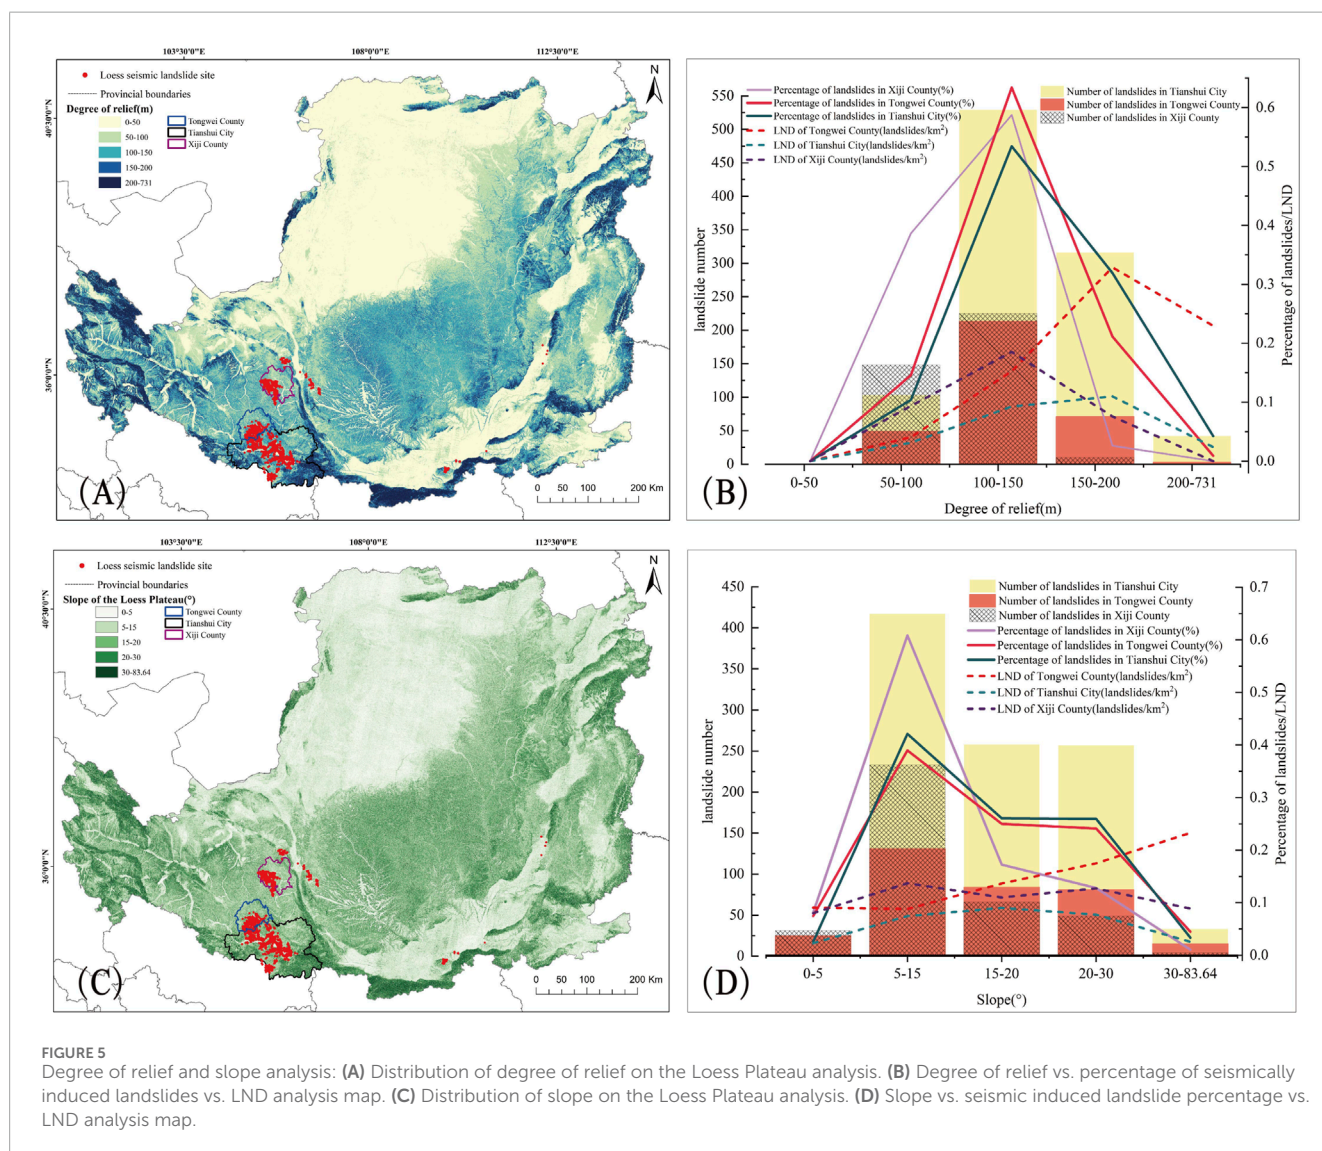 103°30'0"E 108°0'0"E 112°30'0"E
40°30'0"N
36°0'0"N
Loess seismic landslide site
Provincial boundaries
Degree of relief(m)
0-50
50-100
100-150
150-200
200-731
Tongwei County
Tianshui City
Xiji County
N
0 50 100 200 Km
(A)
Percentage of landslides in Xiji County(%)
Percentage of landslides in Tongwei County(%)
Percentage of landslides in Tianshui City(%)
LND of Tongwei County(landslides/km²)
LND of Tianshui City(landslides/km²)
LND of Xiji County(landslides/km²)
Number of landslides in Tianshui City
Number of landslides in Tongwei County
Number of landslides in Xiji County
landslide number
550
500
450
400
350
300
250
200
150
100
50
0
0.6
0.5
0.4
0.3
0.2
0.1
0.0
Percentage of landslides/LND
0-50 50-100 100-150 150-200 200-731
Degree of relief(m)
(B)
103°30'0"E 108°0'0"E 112°30'0"E
40°30'0"N
36°0'0"N
Loess seismic landslide site
Provincial boundaries
Slope of the Loess Plateau(°)
0-5
5-15
15-20
20-30
30-83.64
Tongwei County
Tianshui City
Xiji County
N
0 50 100 200 Km
(C)
Number of landslides in Tianshui City
Number of landslides in Tongwei County
Number of landslides in Xiji County
Percentage of landslides in Xiji County(%)
Percentage of landslides in Tongwei County(%)
Percentage of landslides in Tianshui City(%)
LND of Tongwei County(landslides/km²)
LND of Tianshui City(landslides/km²)
LND of Xiji County(landslides/km²)
landslide number
450
400
350
300
250
200
150
100
50
0
0.7
0.6
0.5
0.4
0.3
0.2
0.1
0.0
Percentage of landslides/LND
0-5 5-15 15-20 20-30 30-83.64
Slope(°)
(D)
FIGURE 5
Degree of relief and slope analysis: (A) Distribution of degree of relief on the Loess Plateau analysis. (B) Degree of relief vs. percentage of seismically
induced landslides vs. LND analysis map. (C) Distribution of slope on the Loess Plateau analysis. (D) Slope vs. seismic induced landslide percentage vs.
LND analysis map.